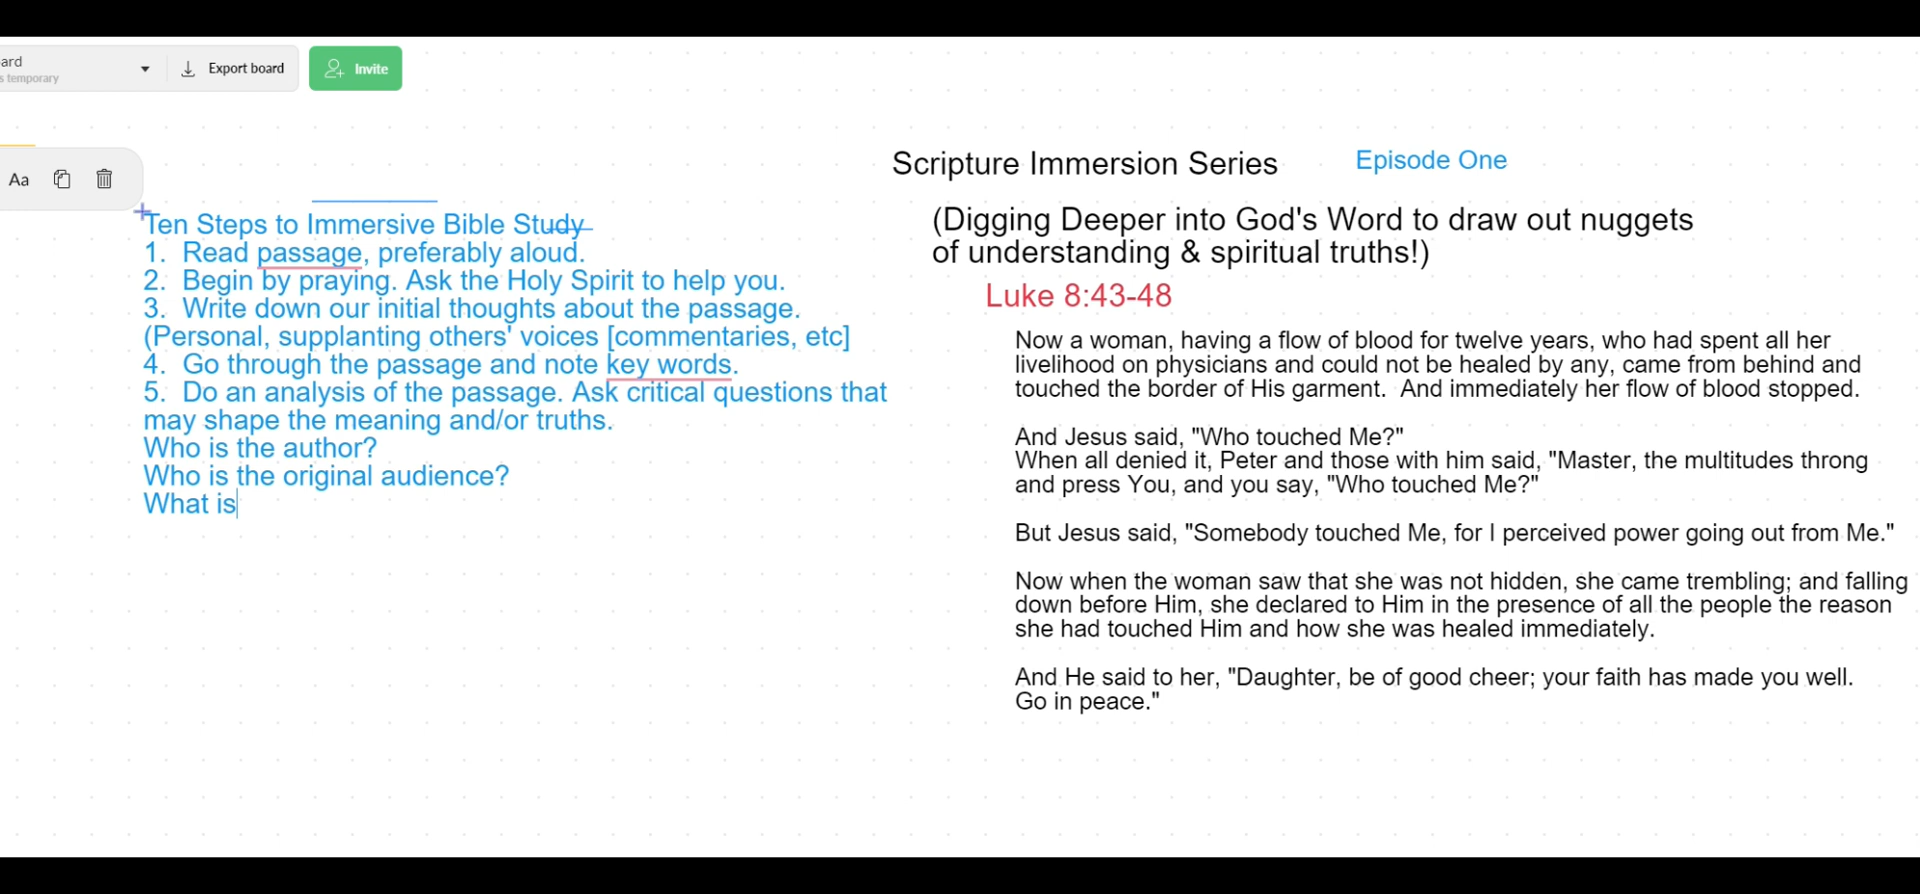 ard
s temporary
Export board
Invite
Aa
Scripture Immersion Series
Episode One
(Digging Deeper into God's Word to draw out nuggets
of understanding & spiritual truths!)
Luke 8:43-48
Ten Steps to Immersive Bible Study
1. Read passage, preferably aloud.
2. Begin by praying. Ask the Holy Spirit to help you.
3. Write down our initial thoughts about the passage.
(Personal, supplanting others' voices [commentaries, etc]
4. Go through the passage and note key words.
5. Do an analysis of the passage. Ask critical questions that
may shape the meaning and/or truths.
Who is the author?
Who is the original audience?
What is
Now a woman, having a flow of blood for twelve years, who had spent all her
livelihood on physicians and could not be healed by any, came from behind and
touched the border of His garment. And immediately her flow of blood stopped.
And Jesus said, "Who touched Me?"
When all denied it, Peter and those with him said, "Master, the multitudes throng
and press You, and you say, "Who touched Me?"
But Jesus said, "Somebody touched Me, for I perceived power going out from Me."
Now when the woman saw that she was not hidden, she came trembling; and falling
down before Him, she declared to Him in the presence of all the people the reason
she had touched Him and how she was healed immediately.
And He said to her, "Daughter, be of good cheer; your faith has made you well.
Go in peace."